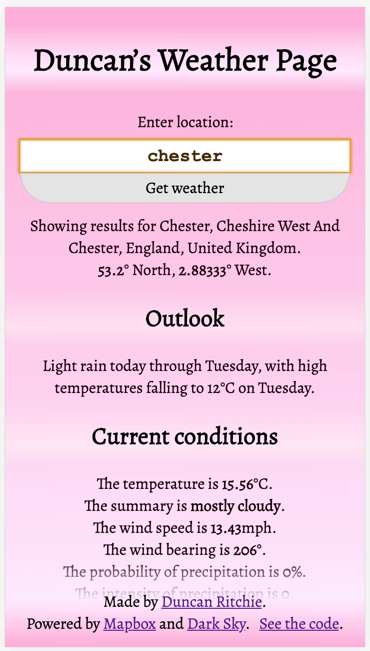 Duncan’s Weather Page
Enter location:
chester
Get weather
Showing results for Chester, Cheshire West And
Chester, England, United Kingdom.
53.2° North, 2.88333° West.
Outlook
Light rain today through Tuesday, with high
temperatures falling to 12°C on Tuesday.
Current conditions
The temperature is 15.56°C.
The summary is mostly cloudy.
The wind speed is 13.43mph.
The wind bearing is 206°.
The probability of precipitation is 0%.
The intensity of precipitation is 0.
Made by Duncan Ritchie.
Powered by Mapbox and Dark Sky. See the code.